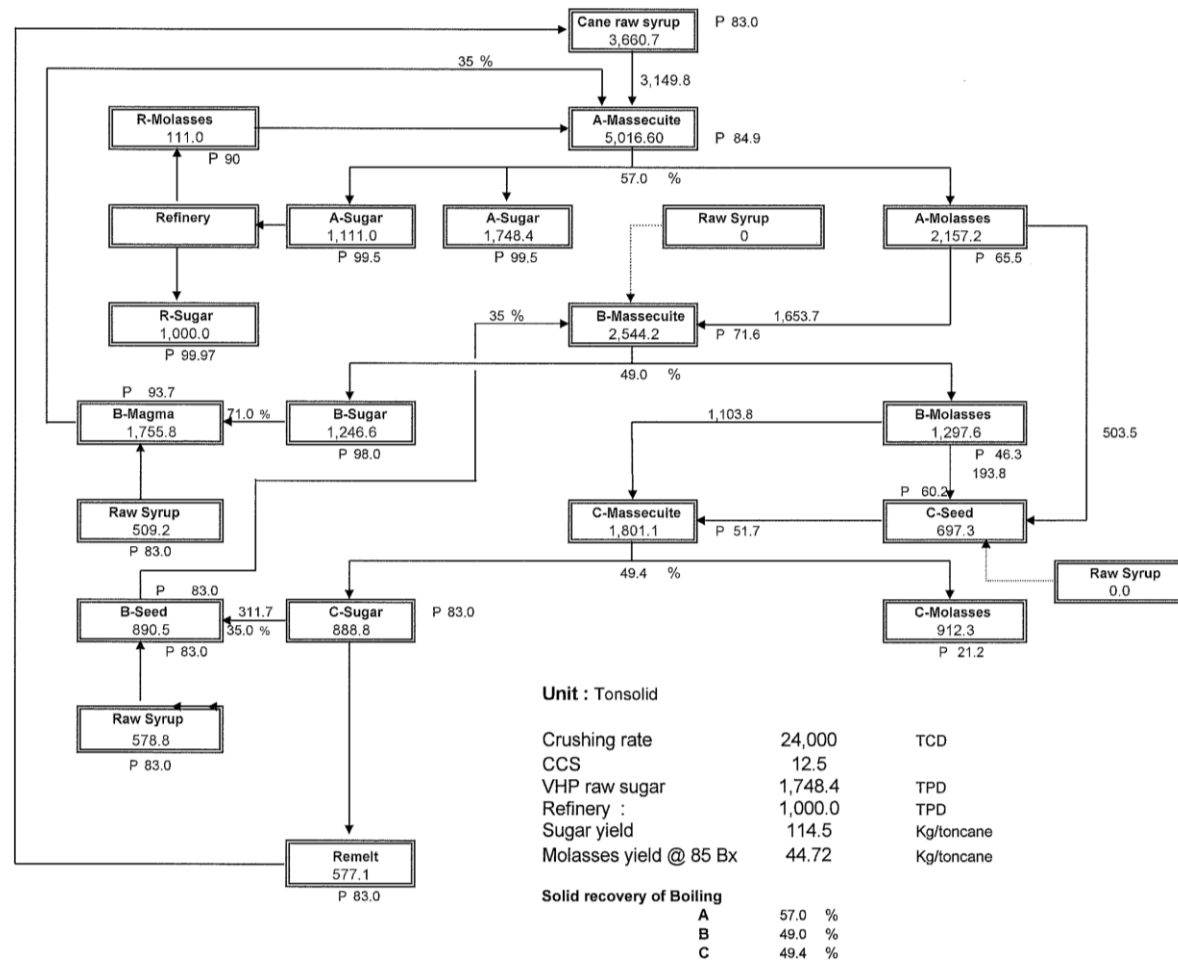 Cane raw syrup P 83.0
3,660.7
35 % 3,149.8
R-Molasses A-Massecuite
111.0 5,016.60 P 84.9
P 90
57.0 %
Refinery A-Sugar A-Sugar Raw Syrup A-Molasses
1,111.0 1,748.4 0 2,157.2
P 99.5 P 99.5 P 65.5
R-Sugar 35 % B-Massecuite 1,653.7
1,000.0 2,544.2 P 71.6
P 99.97
49.0 %
P 93.7
B-Magma 71.0 % B-Sugar 1,103.8 B-Molasses
1,755.8 1,246.6 1,297.6 503.5
P 98.0 P 46.3
193.8
P 60.2
Raw Syrup C-Massecuite C-Seed
509.2 1,801.1 P 51.7 697.3
P 83.0
49.4 % Raw Syrup
0.0
P 83.0
B-Seed 311.7 C-Sugar P 83.0 C-Molasses
890.5 35.0 % 888.8 912.3
P 83.0 P 21.2
Raw Syrup
578.8
P 83.0
Unit : Tonsolid
Crushing rate 24,000 TCD
CCS 12.5
VHP raw sugar 1,748.4 TPD
Refinery : 1,000.0 TPD
Sugar yield 114.5 Kg/toncane
Molasses yield @ 85 Bx 44.72 Kg/toncane
Remelt
577.1
P 83.0
Solid recovery of Boiling
A 57.0 %
B 49.0 %
C 49.4 %